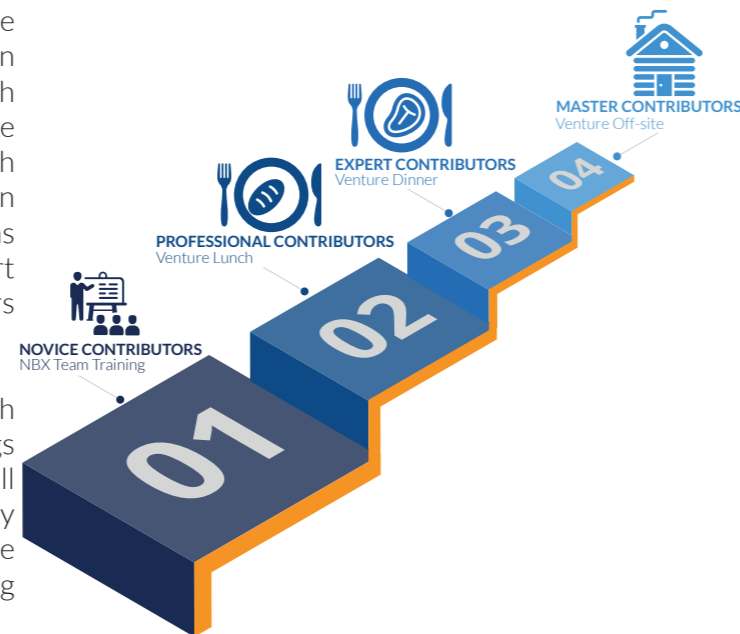 MASTER CONTRIBUTORS
Venture Off-site
04
EXPERT CONTRIBUTORS
Venture Dinner
03
PROFESSIONAL CONTRIBUTORS
Venture Lunch
02
NOVICE CONTRIBUTORS
NBX Team Training
01